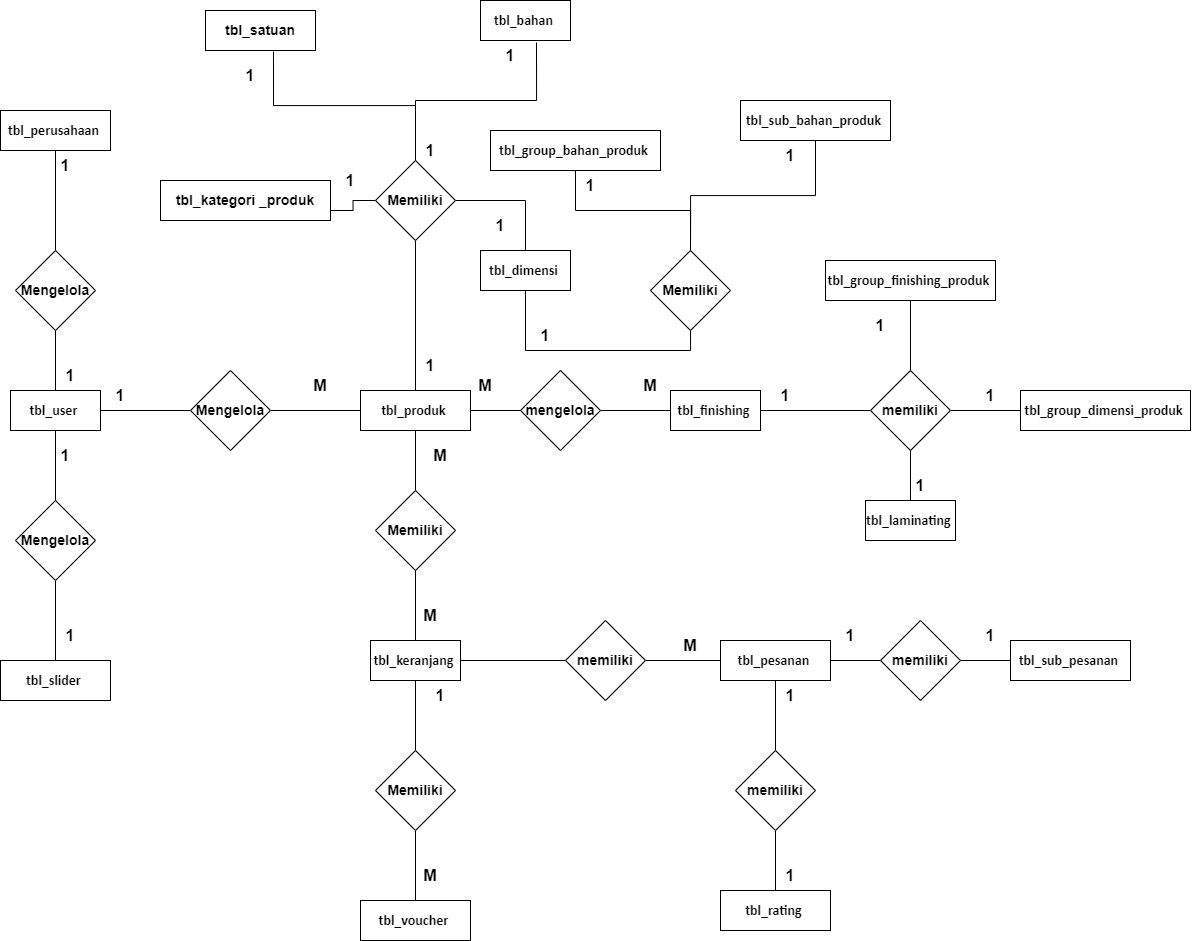 tbl_bahan
tbl_satuan
1
1
tbl_perusahaan
tbl_sub_bahan_produk
tbl_group_bahan_produk
1
1
1
1
1
tbl_kategori _produk
Memiliki
1
tbl_dimensi
Mengelola
Memiliki
tbl_group_finishing_produk
1
1
1
1
M
M
M
1
1
1
tbl_user
Mengelola
tbl_produk
mengelola
tbl_finishing
memiliki
tbl_group_dimensi_produk
1
M
1
tbl_laminating
Memiliki
Mengelola
M
1
M
1
1
tbl_keranjang
memiliki
tbl_pesanan
memiliki
tbl_sub_pesanan
tbl_slider
1
1
Memiliki
memiliki
M
1
tbl_voucher
tbl_rating